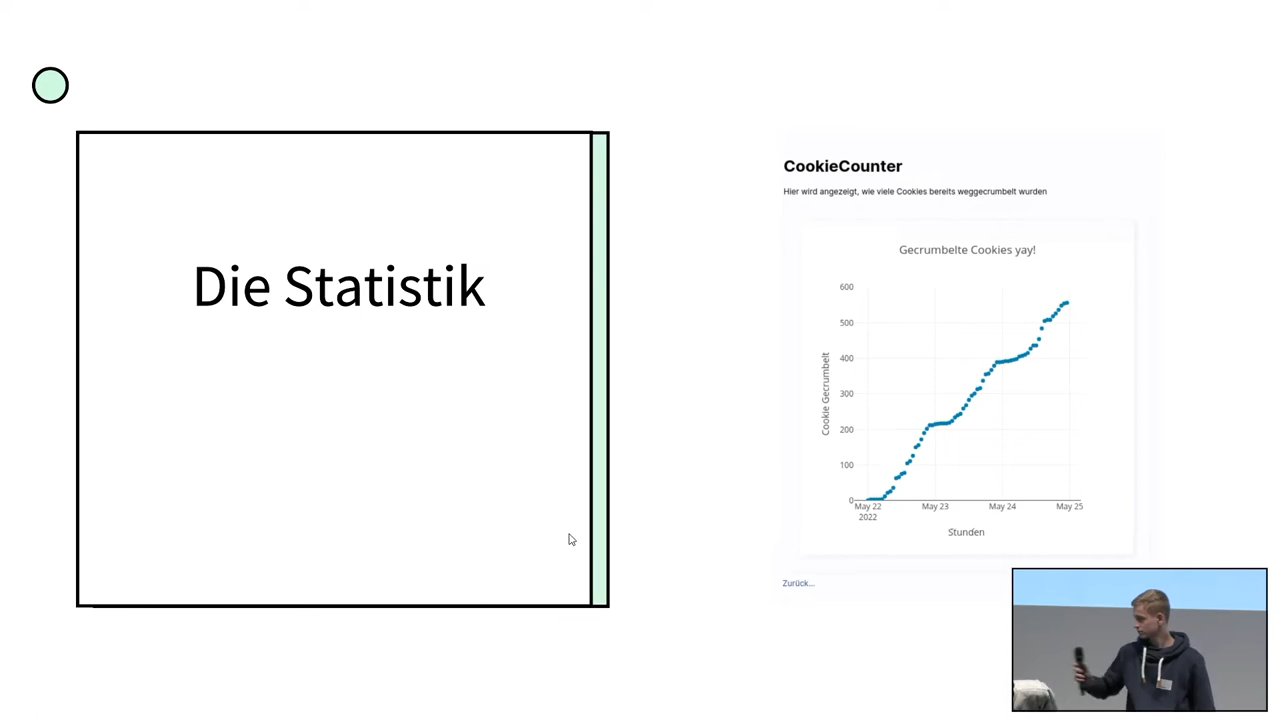 Die Statistik
CookieCounter
Hier wird angezeigt, wie viele Cookies bereits weggecrumbelt wurden
Gecrumbelte Cookies yay!
600
500
400
300
200
100
0
Cookie Gecrumbelt
May 22
2022
May 23
May 24
May 25
Stunden
Zurück...